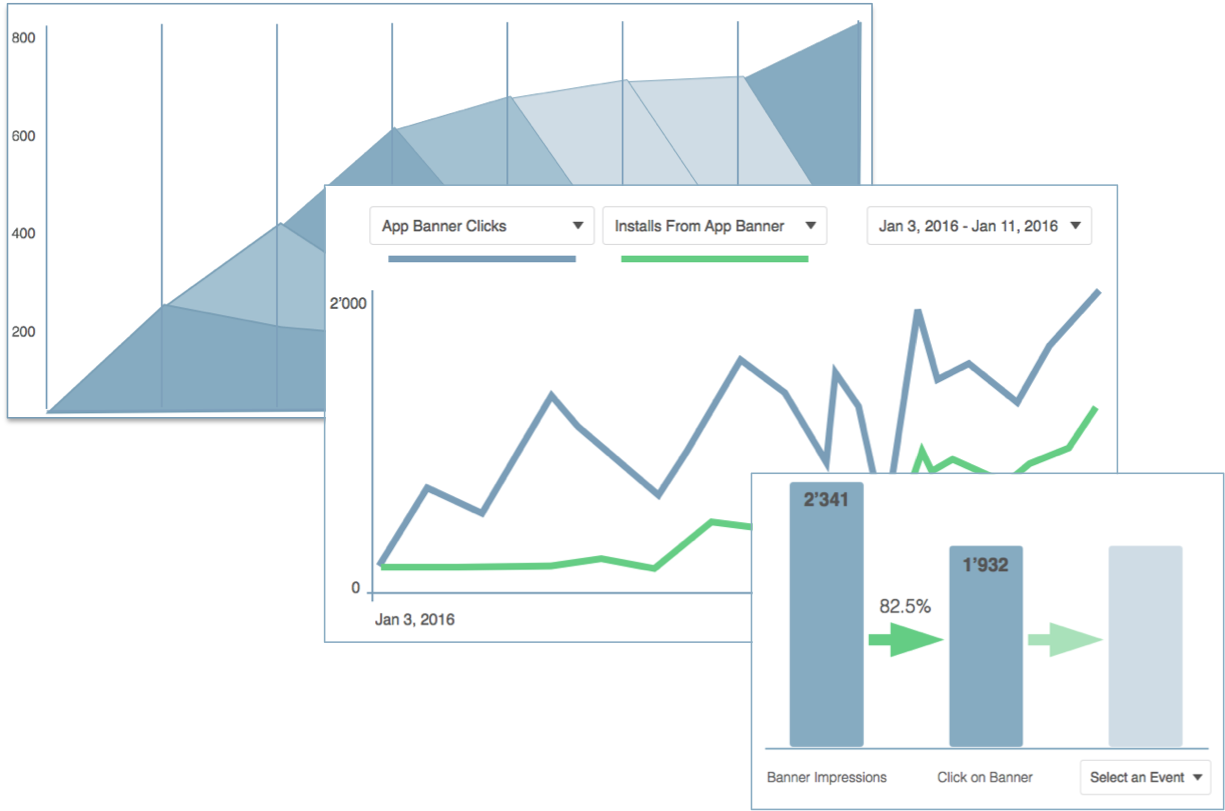 800
600
400
200
App Banner Clicks
Installs From App Banner
Jan 3, 2016 - Jan 11, 2016
2’000
0
Jan 3, 2016
2’341
1’932
82.5%
Banner Impressions
Click on Banner
Select an Event